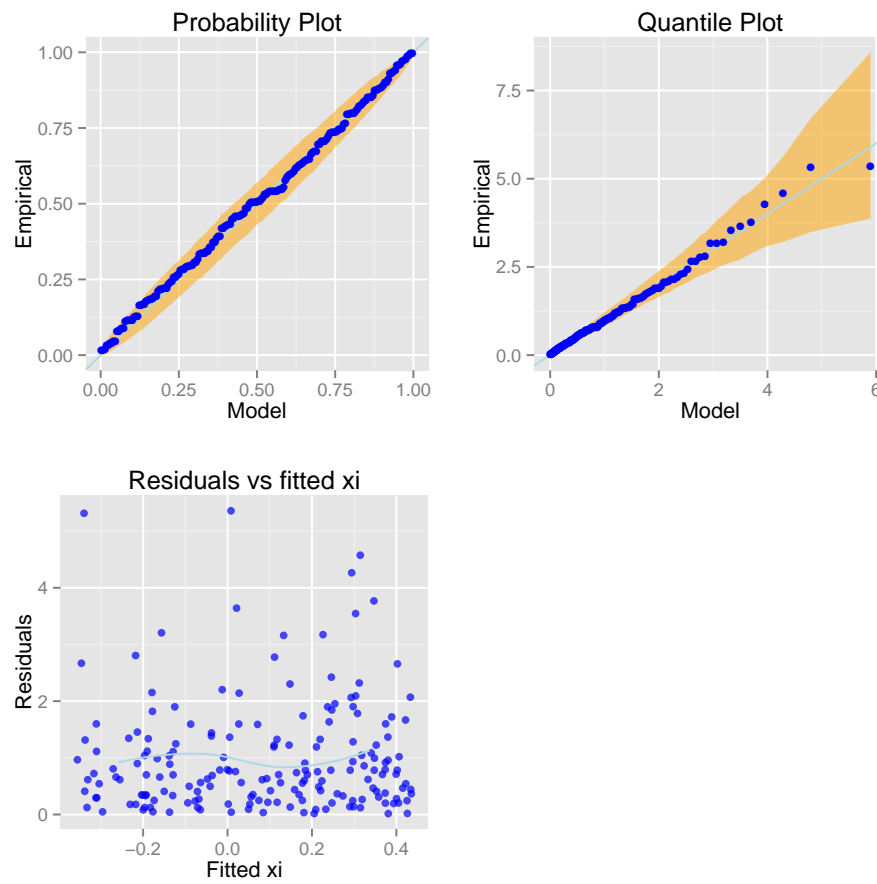 Probability Plot
1.00
0.75
0.50
0.25
0.00
Empirical
0.00 0.25 0.50 0.75 1.00
Model
Quantile Plot
7.5
5.0
2.5
0.0
Empirical
0 2 4 6
Model
Residuals vs fitted xi
4
2
0
Residuals
−0.2 0.0 0.2 0.4
Fitted xi